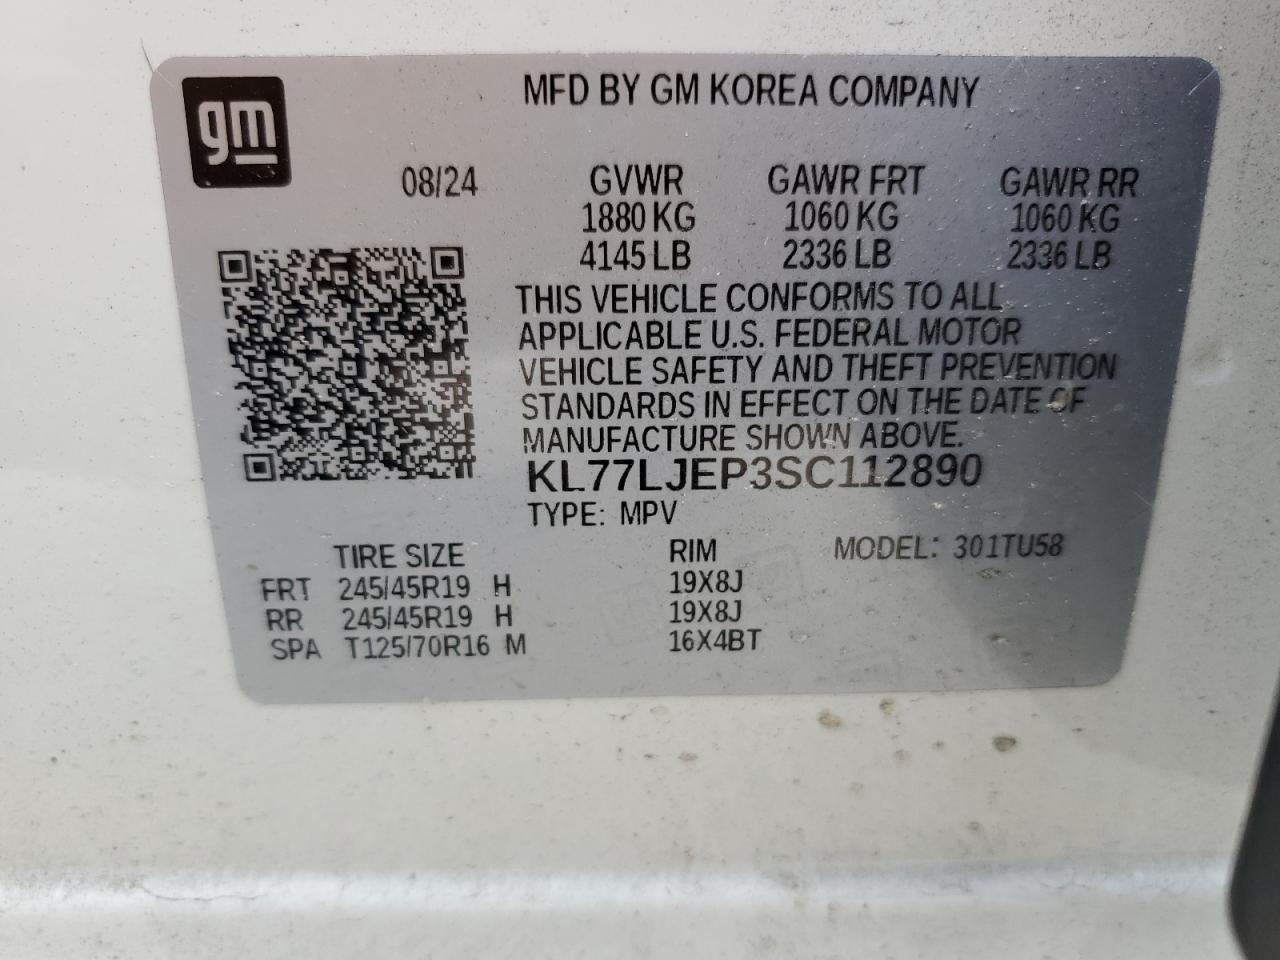 gm
MFD BY GM KOREA COMPANY
08/24 GVWR GAWR FRT GAWR RR
1880 KG 1060 KG 1060 KG
4145 LB 2336 LB 2336 LB
THIS VEHICLE CONFORMS TO ALL
APPLICABLE U.S. FEDERAL MOTOR
VEHICLE SAFETY AND THEFT PREVENTION
STANDARDS IN EFFECT ON THE DATE OF
MANUFACTURE SHOWN ABOVE.
KL77LJEP3SC112890
TYPE: MPV
TIRE SIZE RIM MODEL: 301TU58
FRT 245/45R19 H 19X8J
RR 245/45R19 H 19X8J
SPA T125/70R16 M 16X4BT